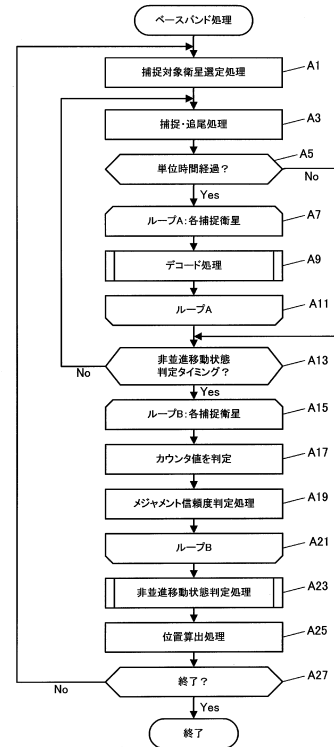 ベースバンド処理
捕捉対象衛星選定処理
A1
捕捉・追尾処理
A3
単位時間経過？
A5
No
Yes
ループA：各捕捉衛星
A7
デコード処理
A9
ループA
A11
非並進移動状態
判定タイミング？
A13
No
Yes
ループB：各捕捉衛星
A15
カウンタ値を判定
A17
メジャメント信頼度判定処理
A19
ループB
A21
非並進移動状態判定処理
A23
位置算出処理
A25
終了？
A27
No
Yes
終了